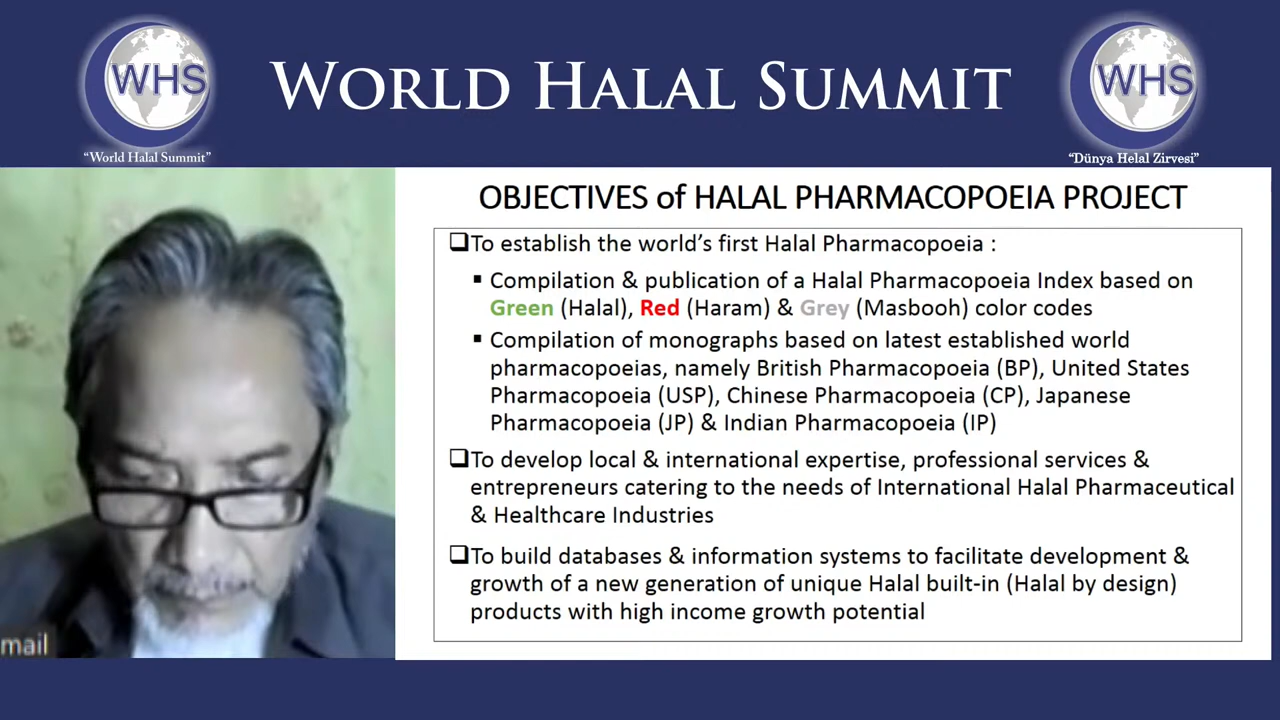 WHS
"World Halal Summit"
WORLD HALAL SUMMIT
WHS
"Dünya Helal Zirvesi"
OBJECTIVES of HALAL PHARMACOPOEIA PROJECT
To establish the world's first Halal Pharmacopoeia :
Compilation & publication of a Halal Pharmacopoeia Index based on
Green (Halal), Red (Haram) & Grey (Masbooh) color codes
Compilation of monographs based on latest established world
pharmacopoeias, namely British Pharmacopoeia (BP), United States
Pharmacopoeia (USP), Chinese Pharmacopoeia (CP), Japanese
Pharmacopoeia (JP) & Indian Pharmacopoeia (IP)
To develop local & international expertise, professional services &
entrepreneurs catering to the needs of International Halal Pharmaceutical
& Healthcare Industries
To build databases & information systems to facilitate development &
growth of a new generation of unique Halal built-in (Halal by design)
products with high income growth potential
mail